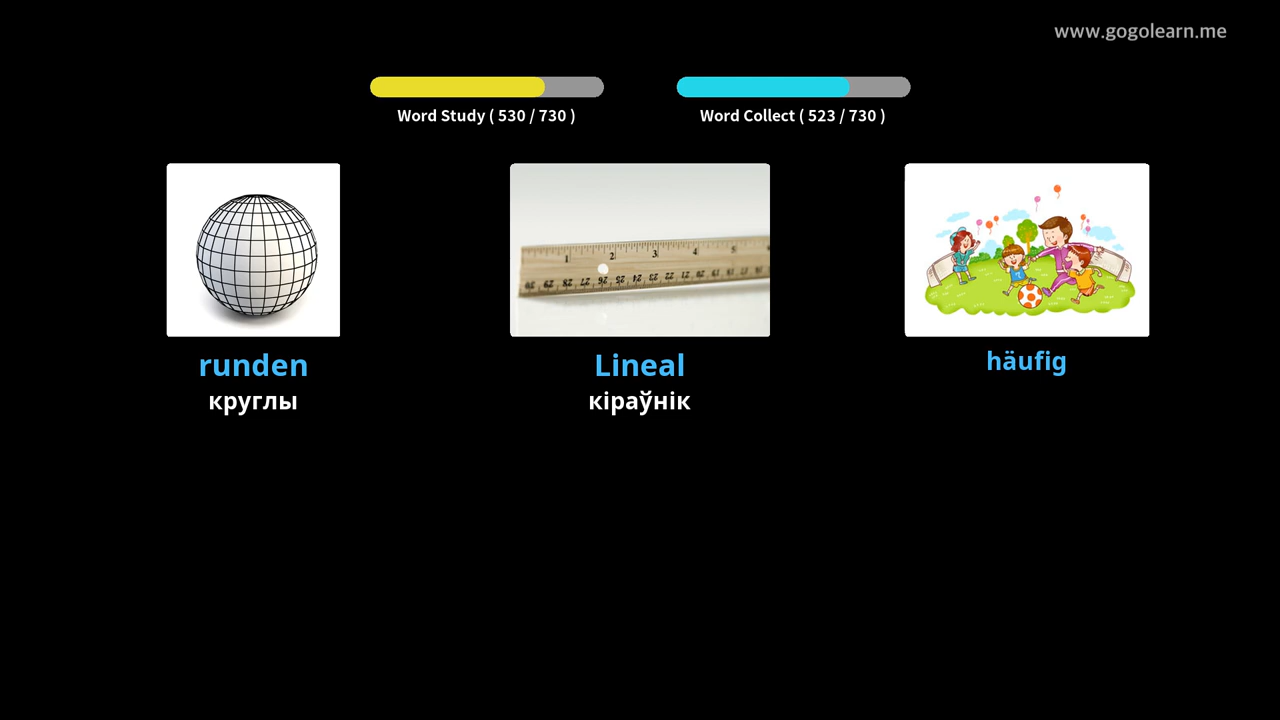 www.gogolearn.me
Word Study ( 530 / 730 )
Word Collect ( 523 / 730 )
runden
круглы
Lineal
кіраўнік
häufig